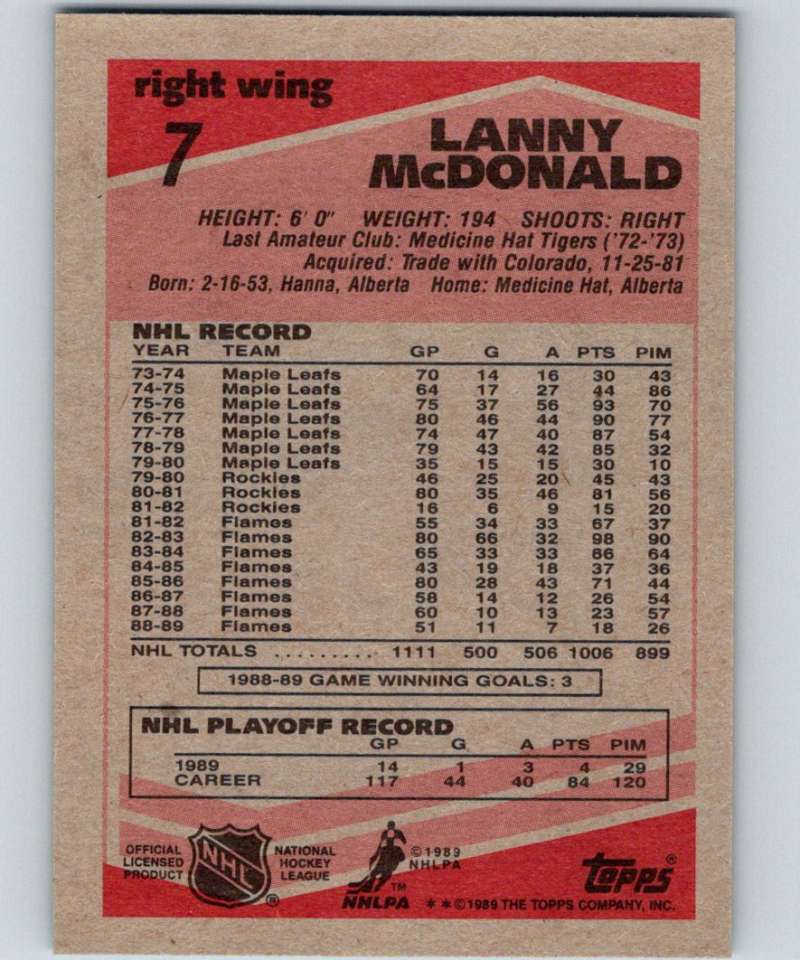 right wing
7
LANNY
McDONALD
HEIGHT: 6' 0" WEIGHT: 194 SHOOTS: RIGHT
Last Amateur Club: Medicine Hat Tigers ('72-'73)
Acquired: Trade with Colorado, 11-25-81
Born: 2-16-53, Hanna, Alberta Home: Medicine Hat, Alberta
NHL RECORD
YEAR TEAM GP G A PTS PIM
73-74 Maple Leafs 70 14 16 30 43
74-75 Maple Leafs 64 17 27 44 86
75-76 Maple Leafs 75 37 56 93 70
76-77 Maple Leafs 80 46 44 90 77
77-78 Maple Leafs 74 47 40 87 54
78-79 Maple Leafs 79 43 42 85 32
79-80 Maple Leafs 35 15 15 30 10
79-80 Rockies 46 25 20 45 43
80-81 Rockies 80 35 46 81 56
81-82 Rockies 16 6 9 15 20
81-82 Flames 55 34 33 67 37
82-83 Flames 80 66 32 98 90
83-84 Flames 65 33 33 66 64
84-85 Flames 43 19 18 37 36
85-86 Flames 80 28 43 71 44
86-87 Flames 58 14 12 26 54
87-88 Flames 60 10 13 23 57
88-89 Flames 51 11 7 18 26
NHL TOTALS ......... 1111 500 506 1006 899
1988-89 GAME WINNING GOALS: 3
NHL PLAYOFF RECORD
GP G A PTS PIM
1989 14 1 3 4 29
CAREER 117 44 40 84 120
OFFICIAL
LICENSED
PRODUCT
NHL
®
NATIONAL
HOCKEY
LEAGUE
NHLPA
TM
©1989
NHLPA
topps®
**©1989 THE TOPPS COMPANY, INC.